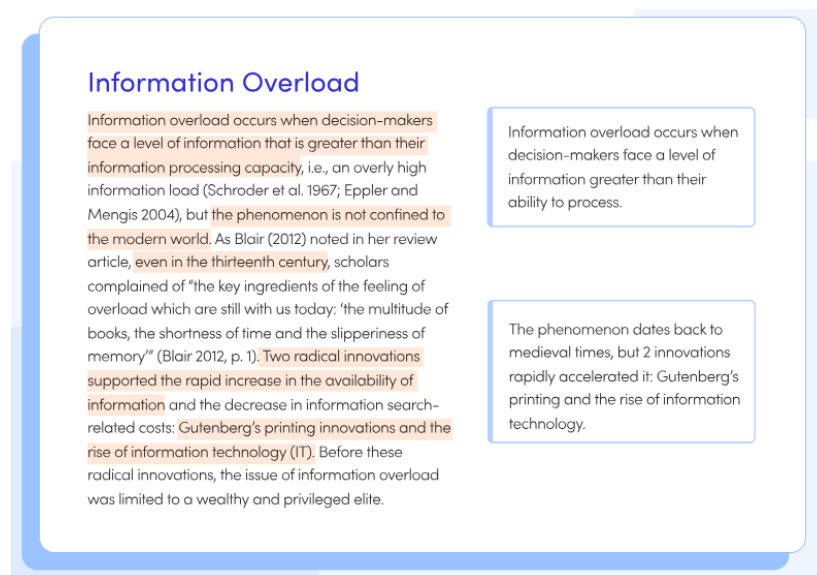 Information Overload
Information overload occurs when decision-makers
face a level of information that is greater than their
information processing capacity, i.e., an overly high
information load (Schroder et al. 1967; Eppler and
Mengis 2004), but the phenomenon is not confined to
the modern world. As Blair (2012) noted in her review
article, even in the thirteenth century, scholars
complained of “the key ingredients of the feeling of
overload which are still with us today: ‘the multitude of
books, the shortness of time and the slipperiness of
memory’” (Blair 2012, p. 1). Two radical innovations
supported the rapid increase in the availability of
information and the decrease in information search-
related costs: Gutenberg’s printing innovations and the
rise of information technology (IT). Before these
radical innovations, the issue of information overload
was limited to a wealthy and privileged elite.
Information overload occurs when
decision-makers face a level of
information greater than their
ability to process.
The phenomenon dates back to
medieval times, but 2 innovations
rapidly accelerated it: Gutenberg’s
printing and the rise of information
technology.